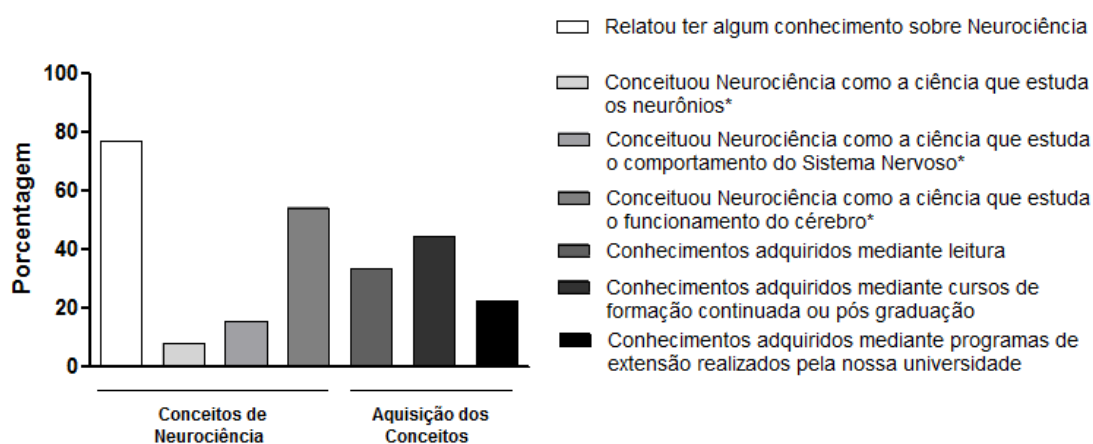 Porcentagem
100
80
60
40
20
0
Conceitos de
Neurociência
Aquisição dos
Conceitos
Relatou ter algum conhecimento sobre Neurociência
Conceituou Neurociência como a ciência que estuda
os neurônios*
Conceituou Neurociência como a ciência que estuda
o comportamento do Sistema Nervoso*
Conceituou Neurociência como a ciência que estuda
o funcionamento do cérebro*
Conhecimentos adquiridos mediante leitura
Conhecimentos adquiridos mediante cursos de
formação continuada ou pós graduação
Conhecimentos adquiridos mediante programas de
extensão realizados pela nossa universidade